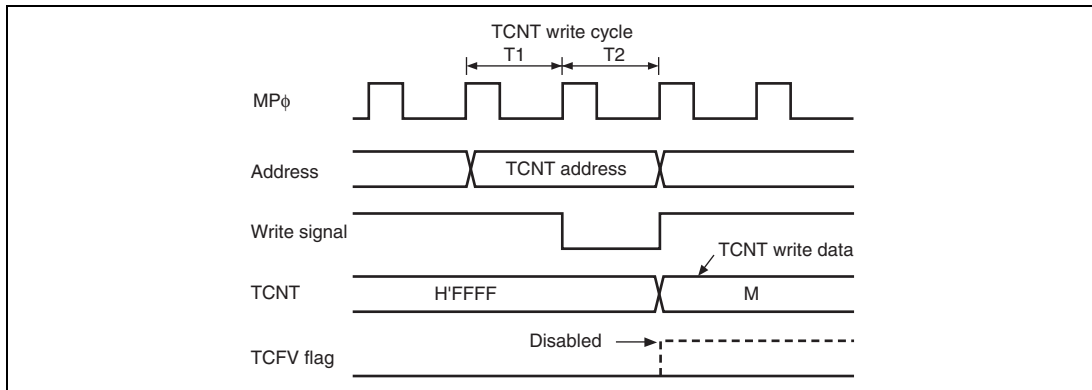 TCNT write cycle
T1 T2
MPϕ
Address TCNT address
Write signal
TCNT write data
TCNT H'FFFF M
Disabled
TCFV flag